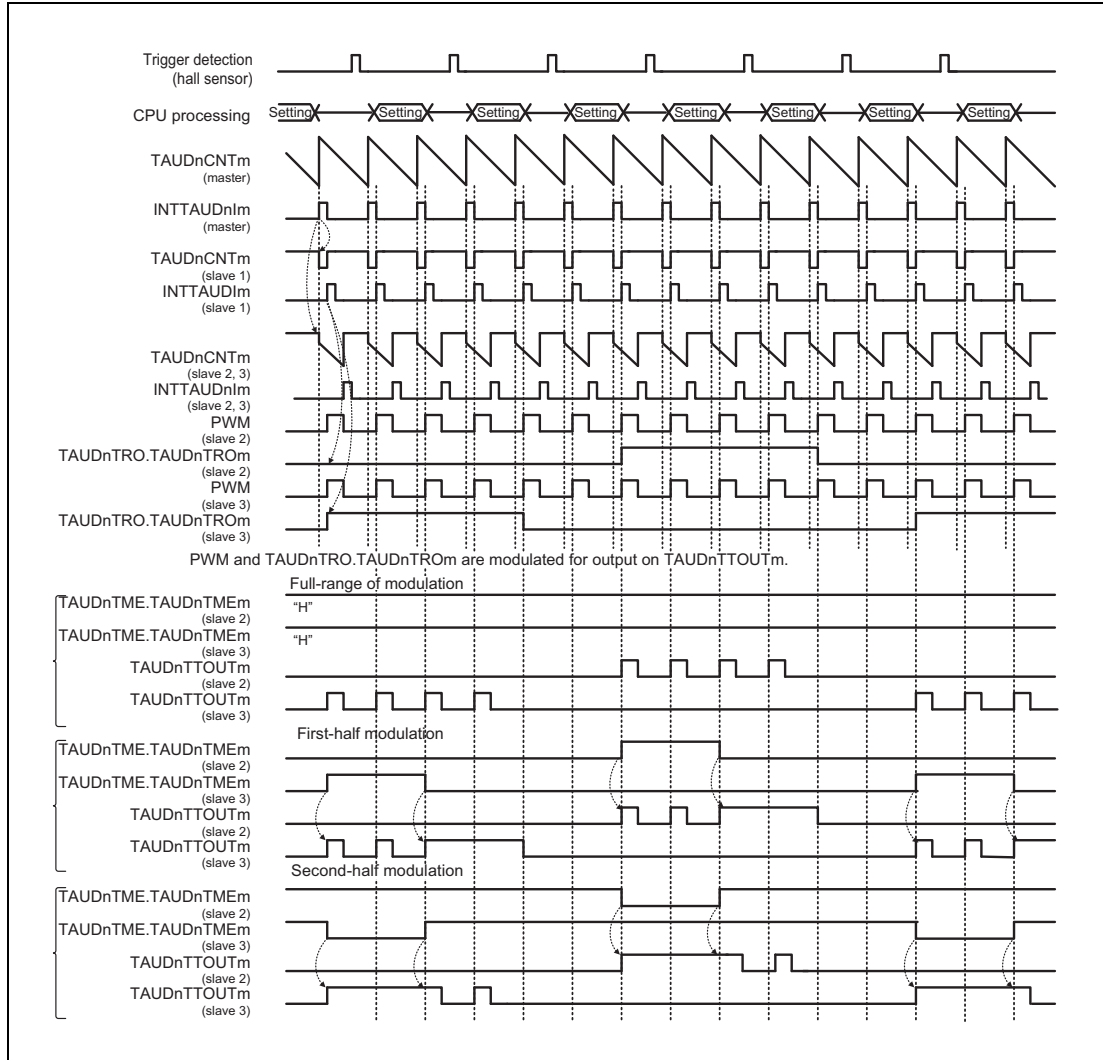 Trigger detection
(hall sensor)
CPU processing
Setting Setting Setting Setting Setting Setting Setting Setting
TAUDnCNTm
(master)
INTTAUDnIm
(master)
TAUDnCNTm
(slave 1)
INTTAUDIm
(slave 1)
TAUDnCNTm
(slave 2, 3)
INTTAUDnIm
(slave 2, 3)
PWM
(slave 2)
TAUDnTRO.TAUDnTROm
(slave 2)
PWM
(slave 3)
TAUDnTRO.TAUDnTROm
(slave 3)
PWM and TAUDnTRO.TAUDnTROm are modulated for output on TAUDnTTOUTm.
Full-range of modulation
TAUDnTME.TAUDnTMEm "H"
(slave 2)
TAUDnTME.TAUDnTMEm "H"
(slave 3)
TAUDnTTOUTm
(slave 2)
TAUDnTTOUTm
(slave 3)
First-half modulation
TAUDnTME.TAUDnTMEm
(slave 2)
TAUDnTME.TAUDnTMEm
(slave 3)
TAUDnTTOUTm
(slave 2)
TAUDnTTOUTm
(slave 3)
Second-half modulation
TAUDnTME.TAUDnTMEm
(slave 2)
TAUDnTME.TAUDnTMEm
(slave 3)
TAUDnTTOUTm
(slave 2)
TAUDnTTOUTm
(slave 3)